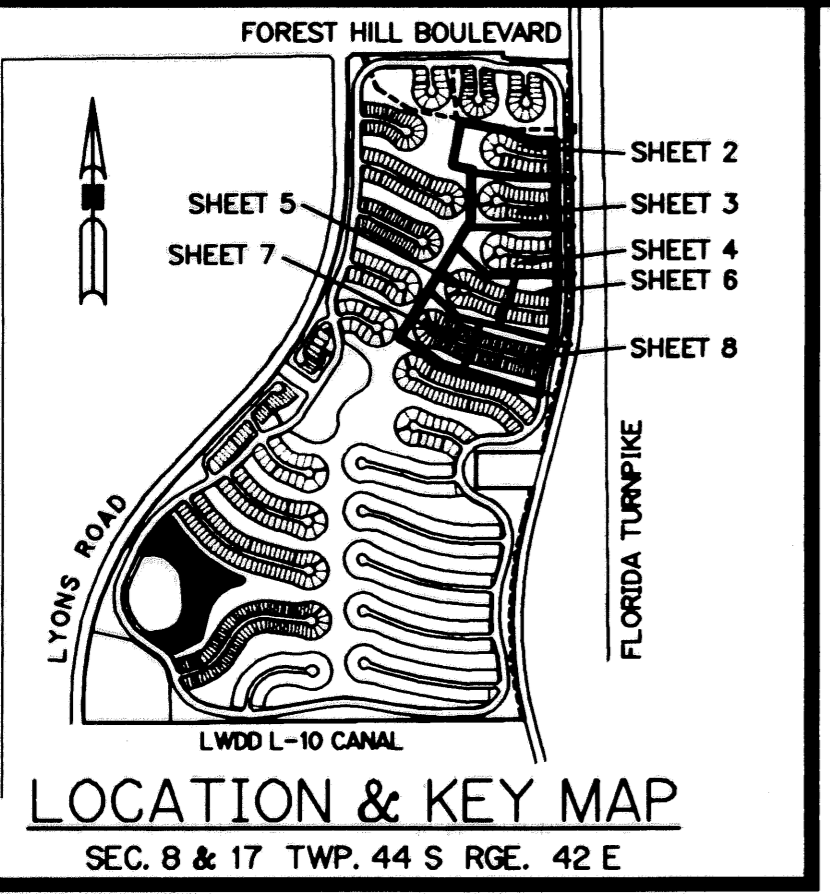 FOREST HILL BOULEVARD
SHEET 2
SHEET 5
SHEET 3
SHEET 7
SHEET 4
SHEET 6
SHEET 8
LYONS ROAD
FLORIDA TURNPIKE
LWDD L-10 CANAL
LOCATION & KEY MAP
SEC. 8 & 17 TWP. 44 S RGE. 42 E